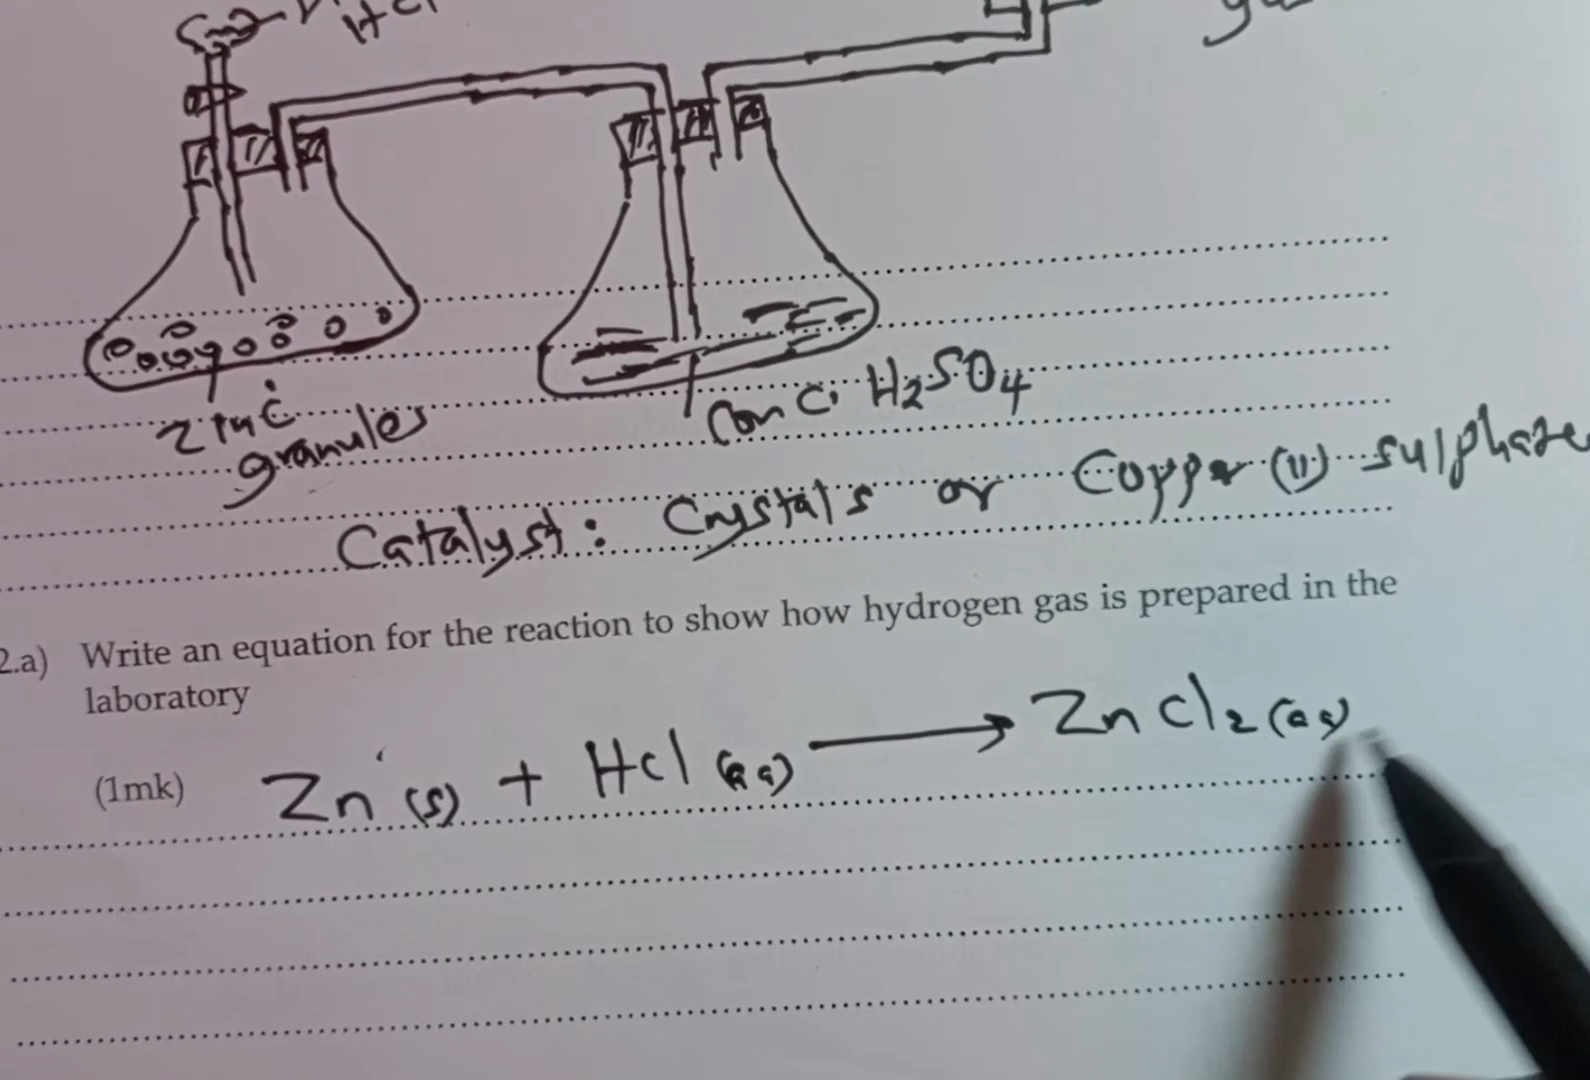 HCl
zinc
granules
Conc. H₂SO₄
Catalyst: Crystals or Copper (II) sulphate
2.a) Write an equation for the reaction to show how hydrogen gas is prepared in the
laboratory
(1mk) Zn (s) + HCl (aq) → ZnCl₂ (aq)